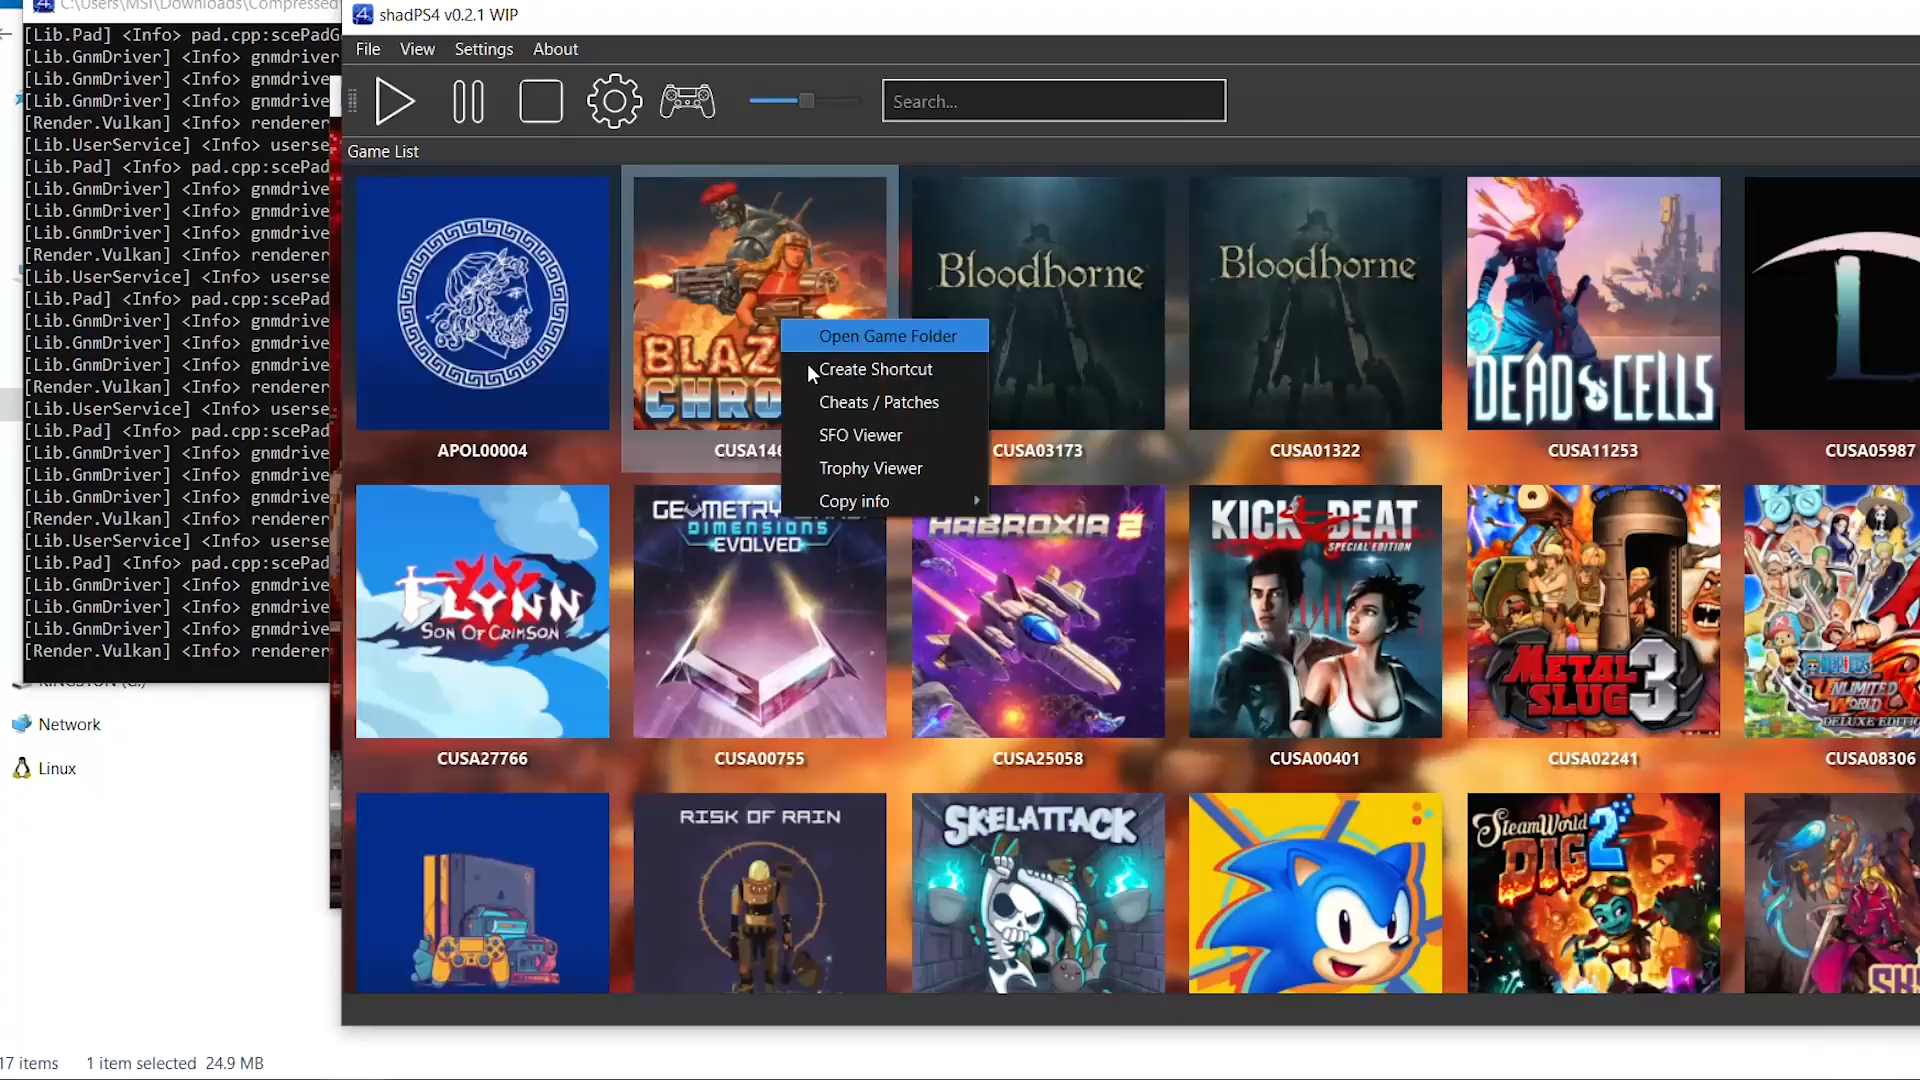 C:\Users\MSI\Downloads\Compressed
[Lib.Pad] <Info> pad.cpp:scePadG
[Lib.GnmDriver] <Info> gnmdriver
[Lib.GnmDriver] <Info> gnmdrive
[Lib.GnmDriver] <Info> gnmdrive
[Render.Vulkan] <Info> renderer
[Lib.UserService] <Info> userse
[Lib.Pad] <Info> pad.cpp:scePad
[Lib.GnmDriver] <Info> gnmdrive
[Lib.GnmDriver] <Info> gnmdrive
[Lib.GnmDriver] <Info> gnmdrive
[Render.Vulkan] <Info> renderer
[Lib.UserService] <Info> userse
[Lib.Pad] <Info> pad.cpp:scePad
[Lib.GnmDriver] <Info> gnmdrive
[Lib.GnmDriver] <Info> gnmdrive
[Lib.GnmDriver] <Info> gnmdrive
[Render.Vulkan] <Info> renderer
[Lib.UserService] <Info> userse
[Lib.Pad] <Info> pad.cpp:scePad
[Lib.GnmDriver] <Info> gnmdrive
[Lib.GnmDriver] <Info> gnmdrive
[Lib.GnmDriver] <Info> gnmdrive
[Render.Vulkan] <Info> renderer
[Lib.UserService] <Info> userse
[Lib.Pad] <Info> pad.cpp:scePad
[Lib.GnmDriver] <Info> gnmdrive
[Lib.GnmDriver] <Info> gnmdrive
[Lib.GnmDriver] <Info> gnmdrive
[Render.Vulkan] <Info> renderer
Network
Linux
17 items 1 item selected 24.9 MB
shadPS4 v0.2.1 WIP
File View Settings About
Search...
Game List
BLAZ
CHRO
Bloodborne
Bloodborne
DEAD CELLS
L
Open Game Folder
Create Shortcut
Cheats / Patches
SFO Viewer
Trophy Viewer
Copy info
APOL00004
CUSA146
CUSA03173
CUSA01322
CUSA11253
CUSA05987
FLYNN
SON OF CRIMSON
GEOMETRY
DIMENSIONS
EVOLVED
HABROXIA 2
KICK BEAT
SPECIAL EDITION
METAL
SLUG 3
ONE PIECE
UNLIMITED
WORLD
DELUXE EDITIO
CUSA27766
CUSA00755
CUSA25058
CUSA00401
CUSA02241
CUSA08306
RISK OF RAIN
SKELATTACK
SteamWorld
DIG 2
SK